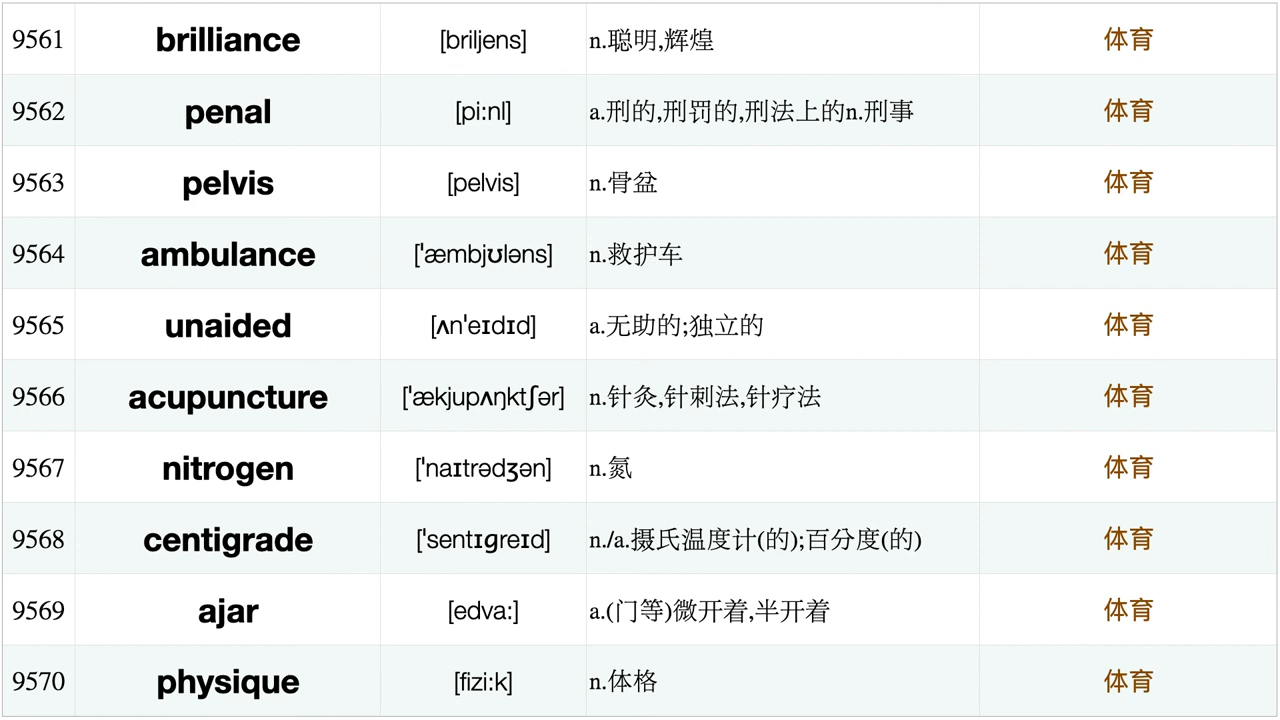 9561 brilliance [briljens] n.聪明,辉煌 体育
9562 penal [pi:nl] a.刑的,刑罚的,刑法上的n.刑事 体育
9563 pelvis [pelvis] n.骨盆 体育
9564 ambulance ['æmbjʊləns] n.救护车 体育
9565 unaided [ʌn'eɪdɪd] a.无助的;独立的 体育
9566 acupuncture ['ækjupʌŋktʃər] n.针灸,针刺法,针疗法 体育
9567 nitrogen ['naɪtrədʒən] n.氮 体育
9568 centigrade ['sentɪɡreɪd] n./a.摄氏温度计(的);百分度(的) 体育
9569 ajar [edva:] a.(门等)微开着,半开着 体育
9570 physique [fizi:k] n.体格 体育